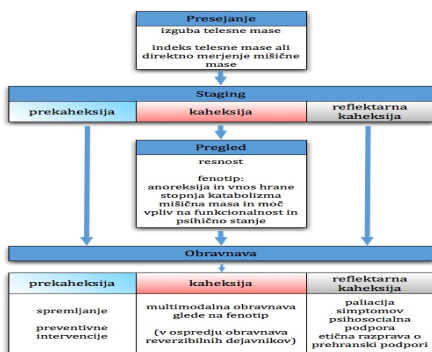 Presejanje
izguba telesne mase
indeks telesne mase ali
direktno merjenje mišične
mase
Staging
prekaheksija
kaheksija
reflektarna
kaheksija
Pregled
resnost
fenotip:
anoreksija in vnos hrane
stopnja katabolizma
mišična masa in moč
vpliv na funkcionalnost in
psihično stanje
Obravnava
prekaheksija
kaheksija
reflektarna
kaheksija
spremljanje
preventivne
intervencije
multimodalna obravnava
glede na fenotip
(v ospredju obravnava
reverzibilnih dejavnikov)
paliacija
simptomov
psihosocialna
podpora
etična razprava o
prehranski podpori